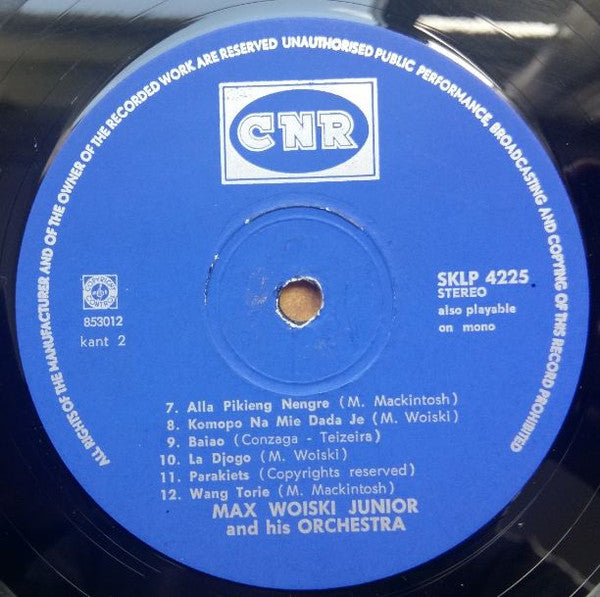 ALL RIGHTS OF THE MANUFACTURER AND OF THE OWNER OF THE RECORDED WORK ARE RESERVED UNAUTHORISED PUBLIC PERFORMANCE, BROADCASTING AND COPYING OF THIS RECORD PROHIBITED
CNR
SKLP 4225
STEREO
also playable
on mono
853012
kant 2
7. Alla Pikieng Nengre (M. Mackintosh)
8. Komopo Na Mie Dada Je (M. Woiski)
9. Baiao (Conzaga - Teizeira)
10. La Djogo (M. Woiski)
11. Parakiets (Copyrights reserved)
12. Wang Torie (M. Mackintosh)
MAX WOISKI JUNIOR
and his ORCHESTRA